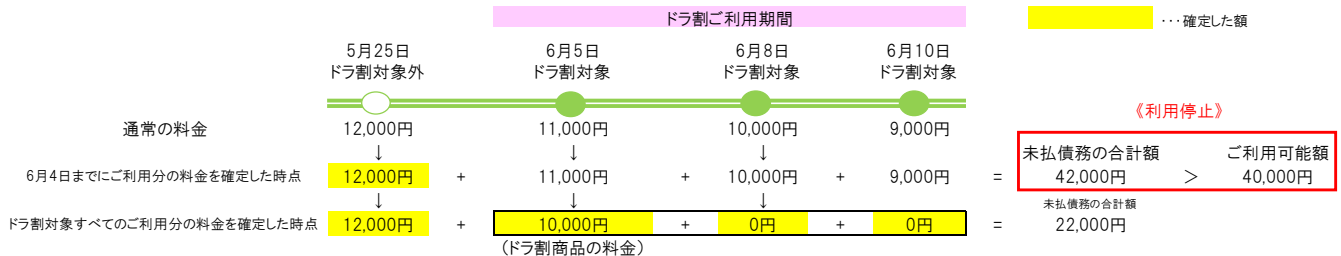 ドラ割ご利用期間
･･･確定した額
5月25日 6月5日 6月8日 6月10日
ドラ割対象外 ドラ割対象 ドラ割対象 ドラ割対象
《利用停止》
通常の料金 12,000円 11,000円 10,000円 9,000円
↓ ↓ ↓
未払債務の合計額 ご利用可能額
6月4日までにご利用分の料金を確定した時点 12,000円 + 11,000円 + 10,000円 + 9,000円 = 42,000円 > 40,000円
↓ ↓ ↓
未払債務の合計額
ドラ割対象すべてのご利用分の料金を確定した時点 12,000円 + 10,000円 + 0円 + 0円 = 22,000円
(ドラ割商品の料金)